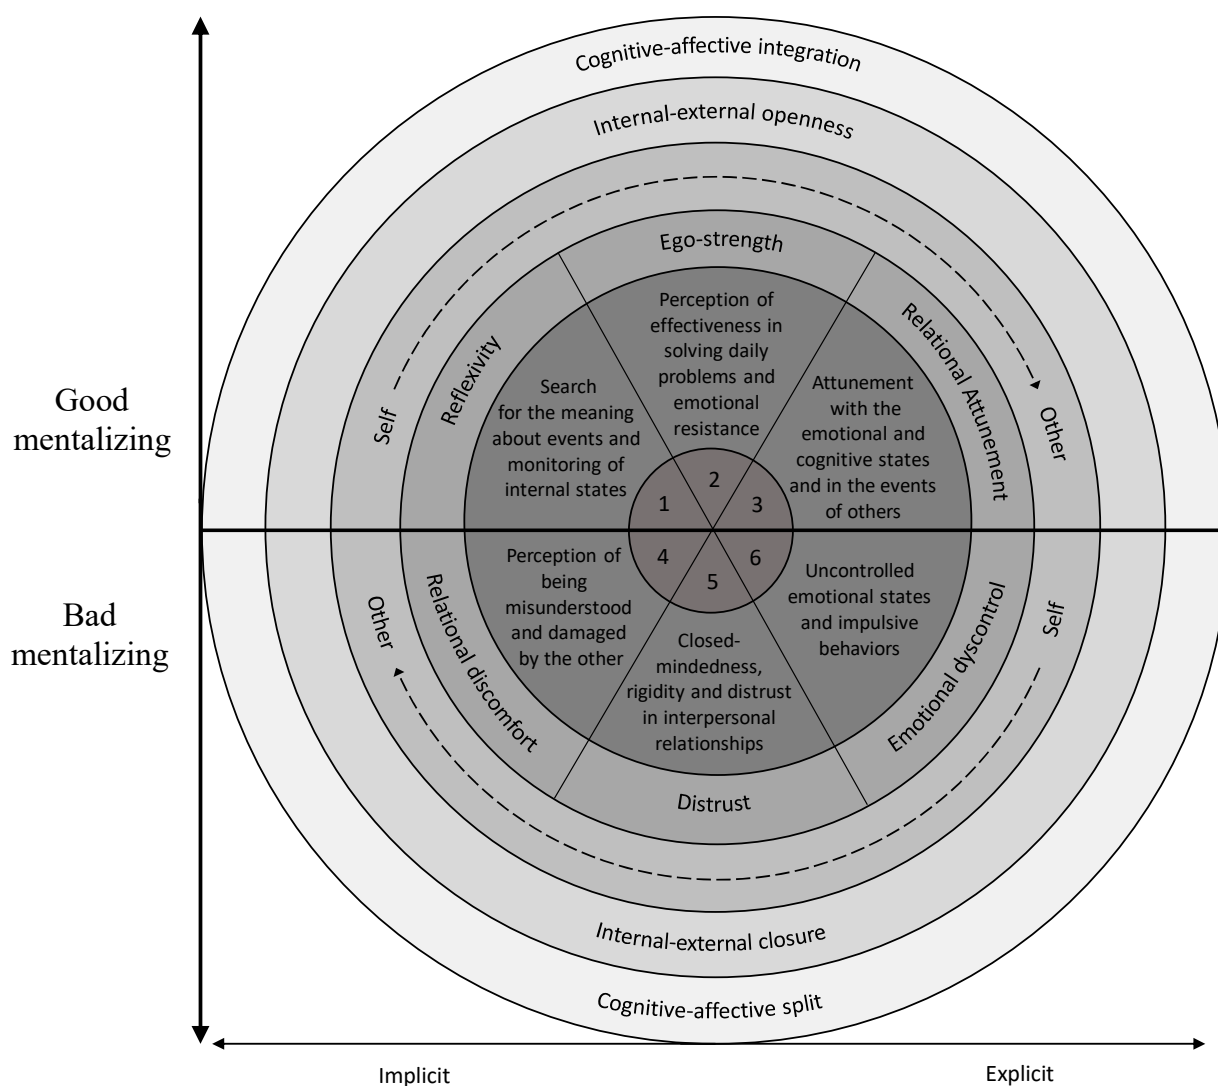 Cognitive-affective integration
Internal-external openness
Ego-strength
Reflexivity
Relational Attunement
Self
Other
Perception of
effectiveness in
solving daily
problems and
emotional
resistance
Search
for the meaning
about events and
monitoring of
internal states
Attunement
with the
emotional and
cognitive states
and in the events
of others
Good
mentalizing
1
2
3
4
5
6
Bad
mentalizing
Perception of
being
misunderstood
and damaged
by the other
Closed-
mindedness,
rigidity and distrust
in interpersonal
relationships
Uncontrolled
emotional states
and impulsive
behaviors
Other
Self
Relational discomfort
Emotional dyscontrol
Distrust
Internal-external closure
Cognitive-affective split
Implicit
Explicit